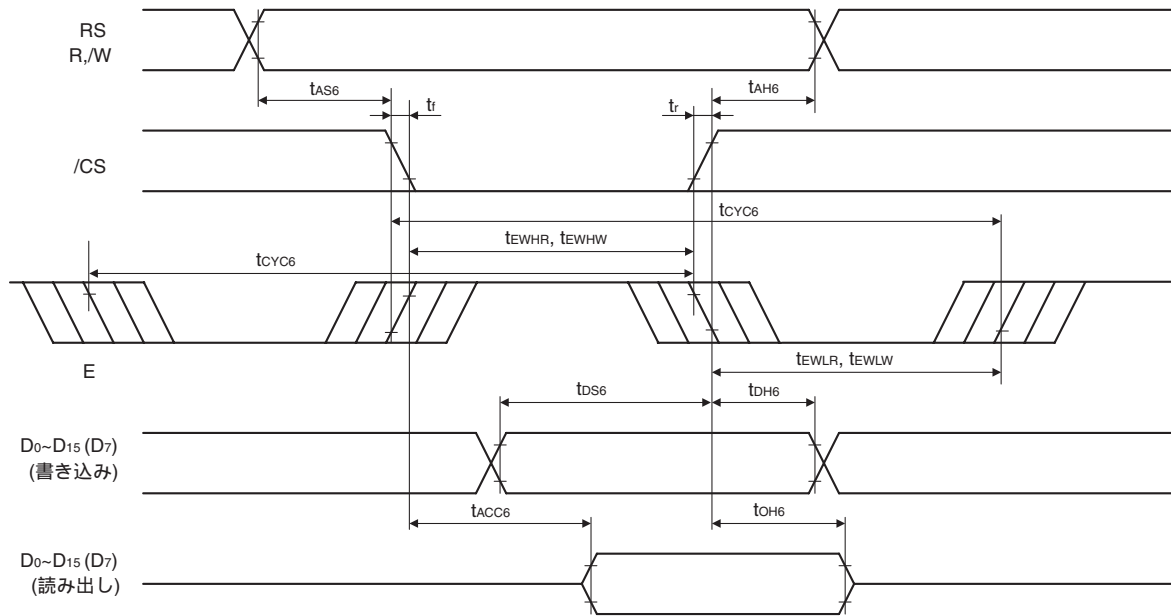 RS
R,/W
tAS6
tf
tr
tAH6
/CS
tCYC6
tEWHR, tEWHW
tCYC6
E
tEWLR, tEWLW
tDS6
tDH6
D0~D15 (D7)
(書き込み)
tACC6
tOH6
D0~D15 (D7)
(読み出し)